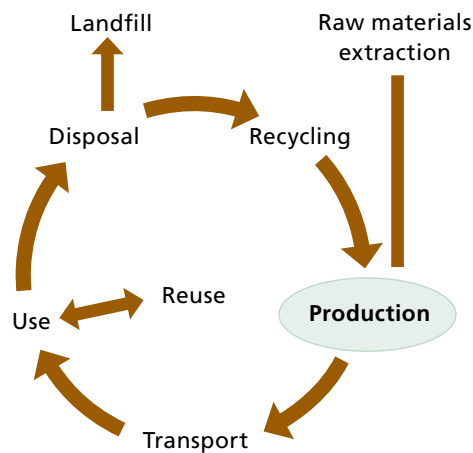 Landfill
Raw materials
extraction
Disposal
Recycling
Reuse
Production
Use
Transport